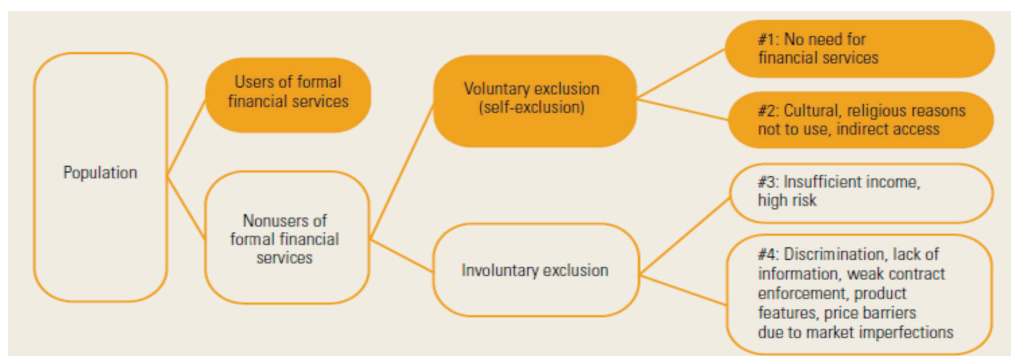 Population
Users of formal
financial services
Nonusers of
formal financial
services
Voluntary exclusion
(self-exclusion)
Involuntary exclusion
#1: No need for
financial services
#2: Cultural, religious reasons
not to use, indirect access
#3: Insufficient income,
high risk
#4: Discrimination, lack of
information, weak contract
enforcement, product
features, price barriers
due to market imperfections